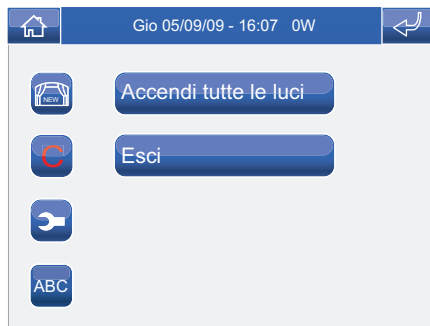 Gio 05/09/09 - 16:07 0W
NEW
Accendi tutte le luci
Esci
ABC